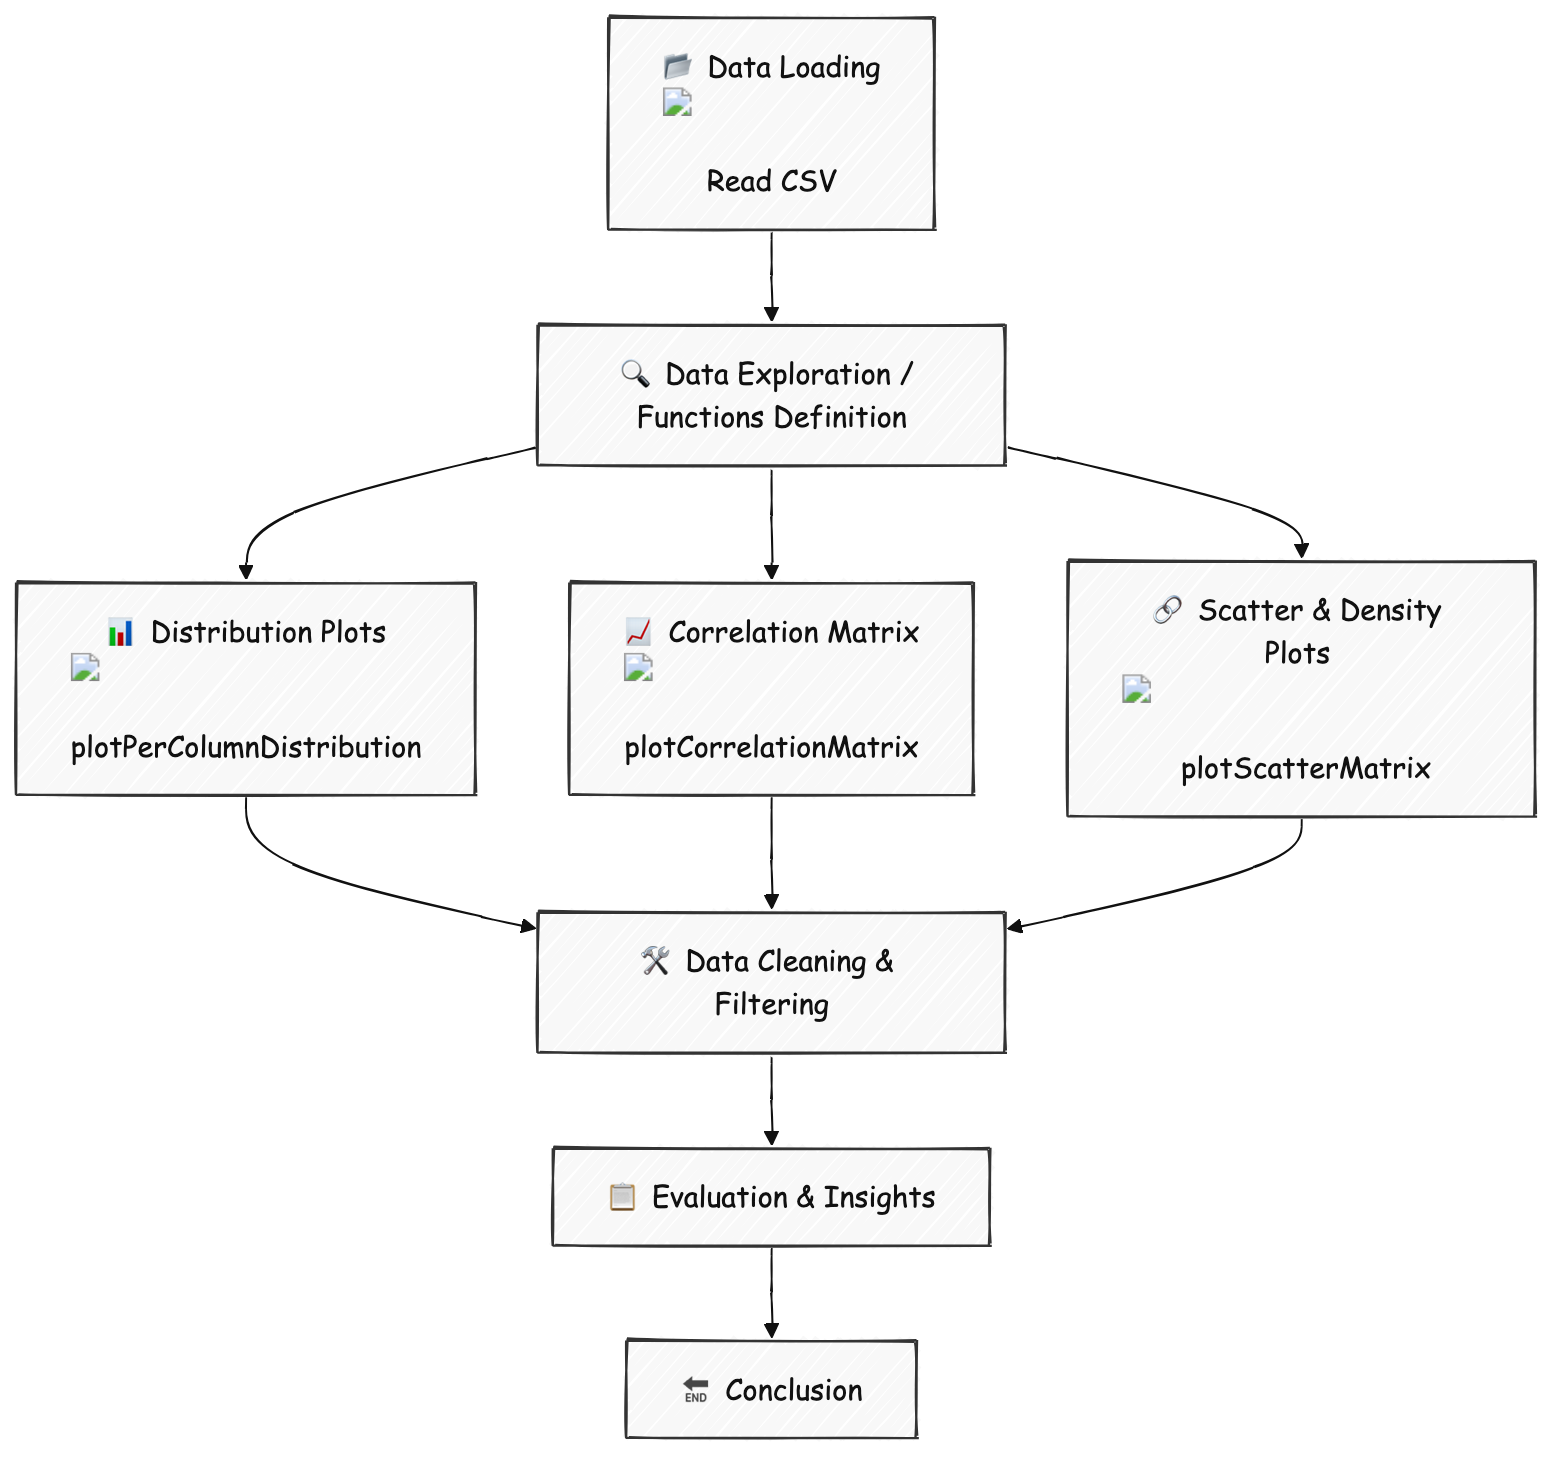 Data Loading
Read CSV
Data Exploration /
Functions Definition
Distribution Plots
plotPerColumnDistribution
Correlation Matrix
plotCorrelationMatrix
Scatter & Density
Plots
plotScatterMatrix
Data Cleaning &
Filtering
Evaluation & Insights
END Conclusion